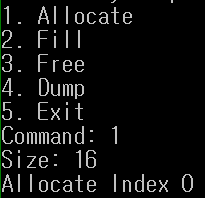 1. Allocate
2. Fill
3. Free
4. Dump
5. Exit
Command: 1
Size: 16
Allocate Index 0